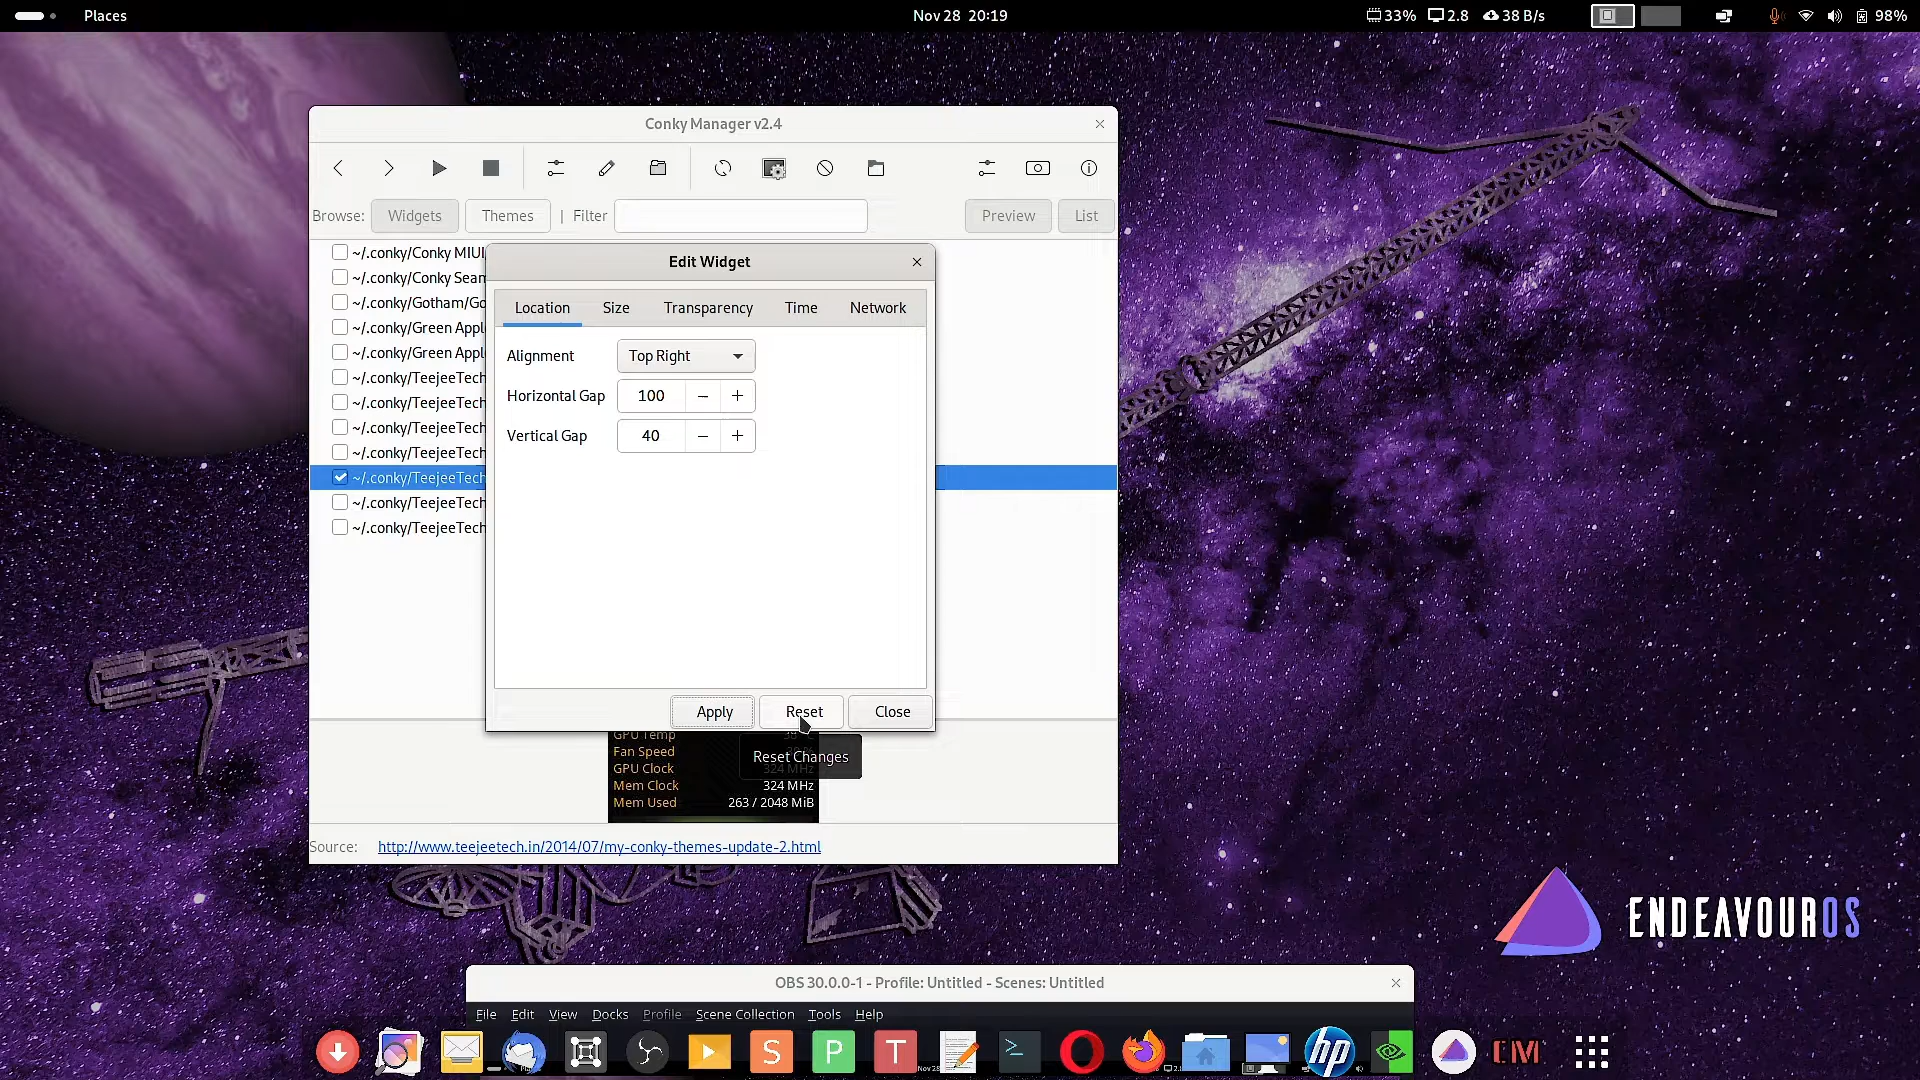 Places
Nov 28 20:19
33%
2.8
38 B/s
98%
Conky Manager v2.4
Browse:
Widgets
Themes
|
Filter
Preview
List
~/.conky/Conky MIUI
~/.conky/Conky Sean
~/.conky/Gotham/Go
~/.conky/Green Appl
~/.conky/Green Appl
~/.conky/TeejeeTech
~/.conky/TeejeeTech
~/.conky/TeejeeTech
~/.conky/TeejeeTech
~/.conky/TeejeeTech
~/.conky/TeejeeTech
~/.conky/TeejeeTech
Edit Widget
Location
Size
Transparency
Time
Network
Alignment
Top Right
Horizontal Gap
100
Vertical Gap
40
Apply
Reset
Close
Reset Changes
GPU Temp
Fan Speed
GPU Clock 324 MHz
Mem Clock 324 MHz
Mem Used 263 / 2048 MiB
Source:
http://www.teejeetech.in/2014/07/my-conky-themes-update-2.html
ENDEAVOUROS
OBS 30.0.0-1 - Profile: Untitled - Scenes: Untitled
File Edit View Docks Profile Scene Collection Tools Help
S
P
T
hp